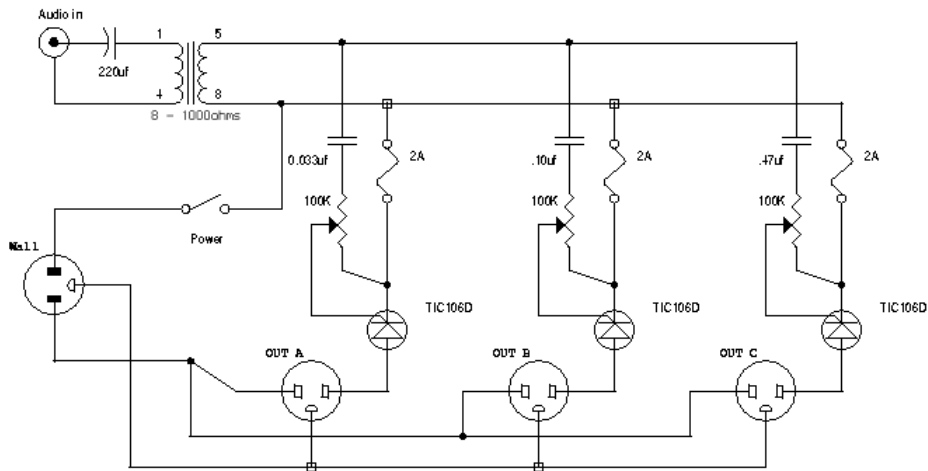 Audio in
1
5
220uf
4
8
8 - 1000ohms
0.033uf
2A
.10uf
2A
.47uf
2A
100K
100K
100K
Power
Wall
TIC106D
TIC106D
TIC106D
OUT A
OUT B
OUT C